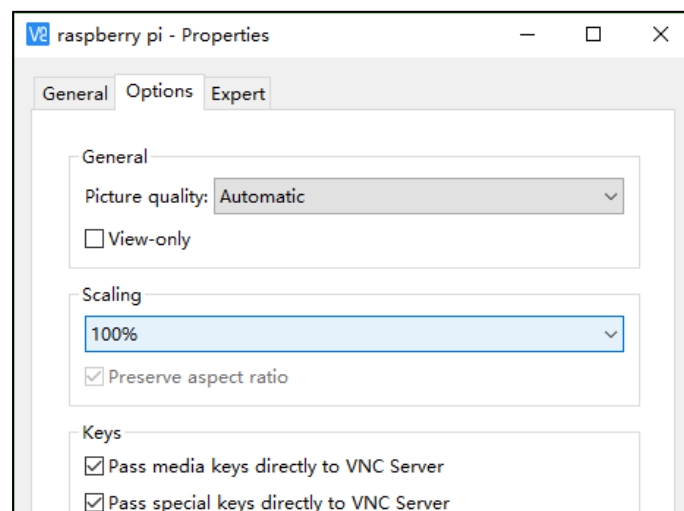 V2 raspberry pi - Properties
General Options Expert
General
Picture quality: Automatic
View-only
Scaling
100%
Preserve aspect ratio
Keys
Pass media keys directly to VNC Server
Pass special keys directly to VNC Server